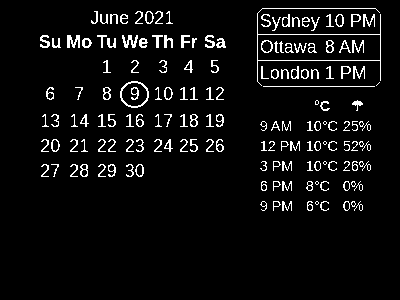 June 2021
Su Mo Tu We Th Fr Sa
1 2 3 4 5
6 7 8 9 10 11 12
13 14 15 16 17 18 19
20 21 22 23 24 25 26
27 28 29 30
Sydney 10 PM
Ottawa 8 AM
London 1 PM
°C
9 AM 10°C 25%
12 PM 10°C 52%
3 PM 10°C 26%
6 PM 8°C 0%
9 PM 6°C 0%